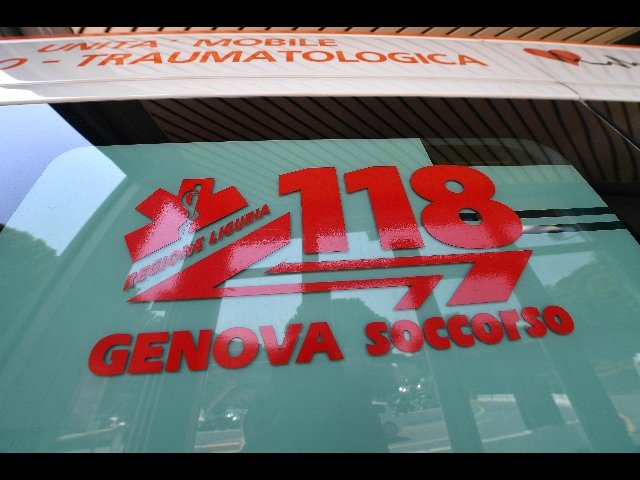 UNITA' MOBILE
O - TRAUMATOLOGICA
118
REGIONE LIGURIA
GENOVA soccorso